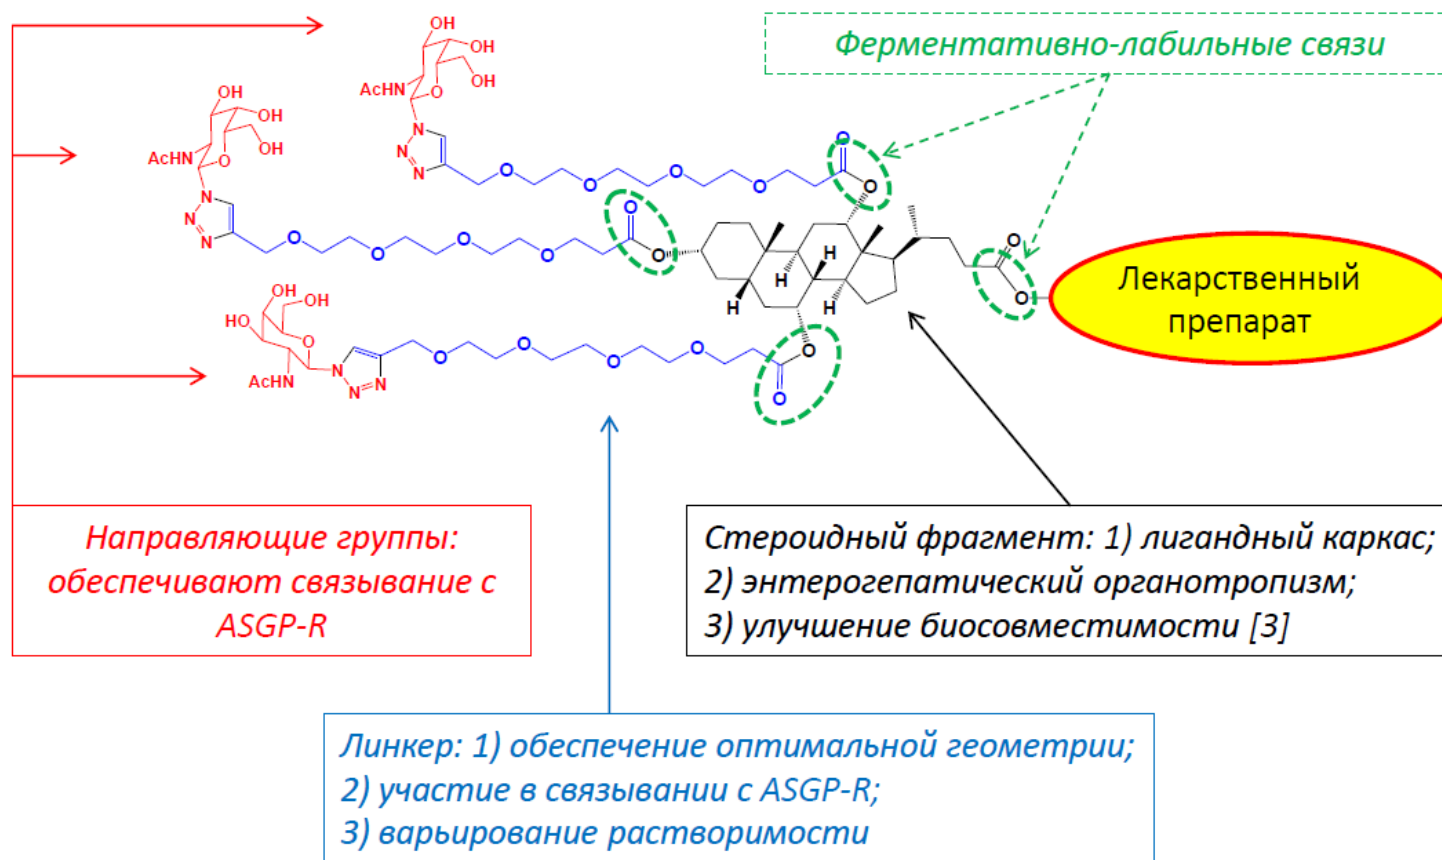 Ферментативно-лабильные связи
OH
OH
OH
AcHN
O
N
N
N
O
O
O
O
O
O
OH
OH
OH
AcHN
O
N
N
N
O
O
O
O
O
O
H
H
H
H
O
O
Лекарственный
препарат
OH
OH
HO
O
AcHN
N
N
N
O
O
O
O
O
O
Направляющие группы:
обеспечивают связывание с
ASGP-R
Стероидный фрагмент: 1) лигандный каркас;
2) энтерогепатический органотропизм;
3) улучшение биосовместимости [3]
Линкер: 1) обеспечение оптимальной геометрии;
2) участие в связывании с ASGP-R;
3) варьирование растворимости